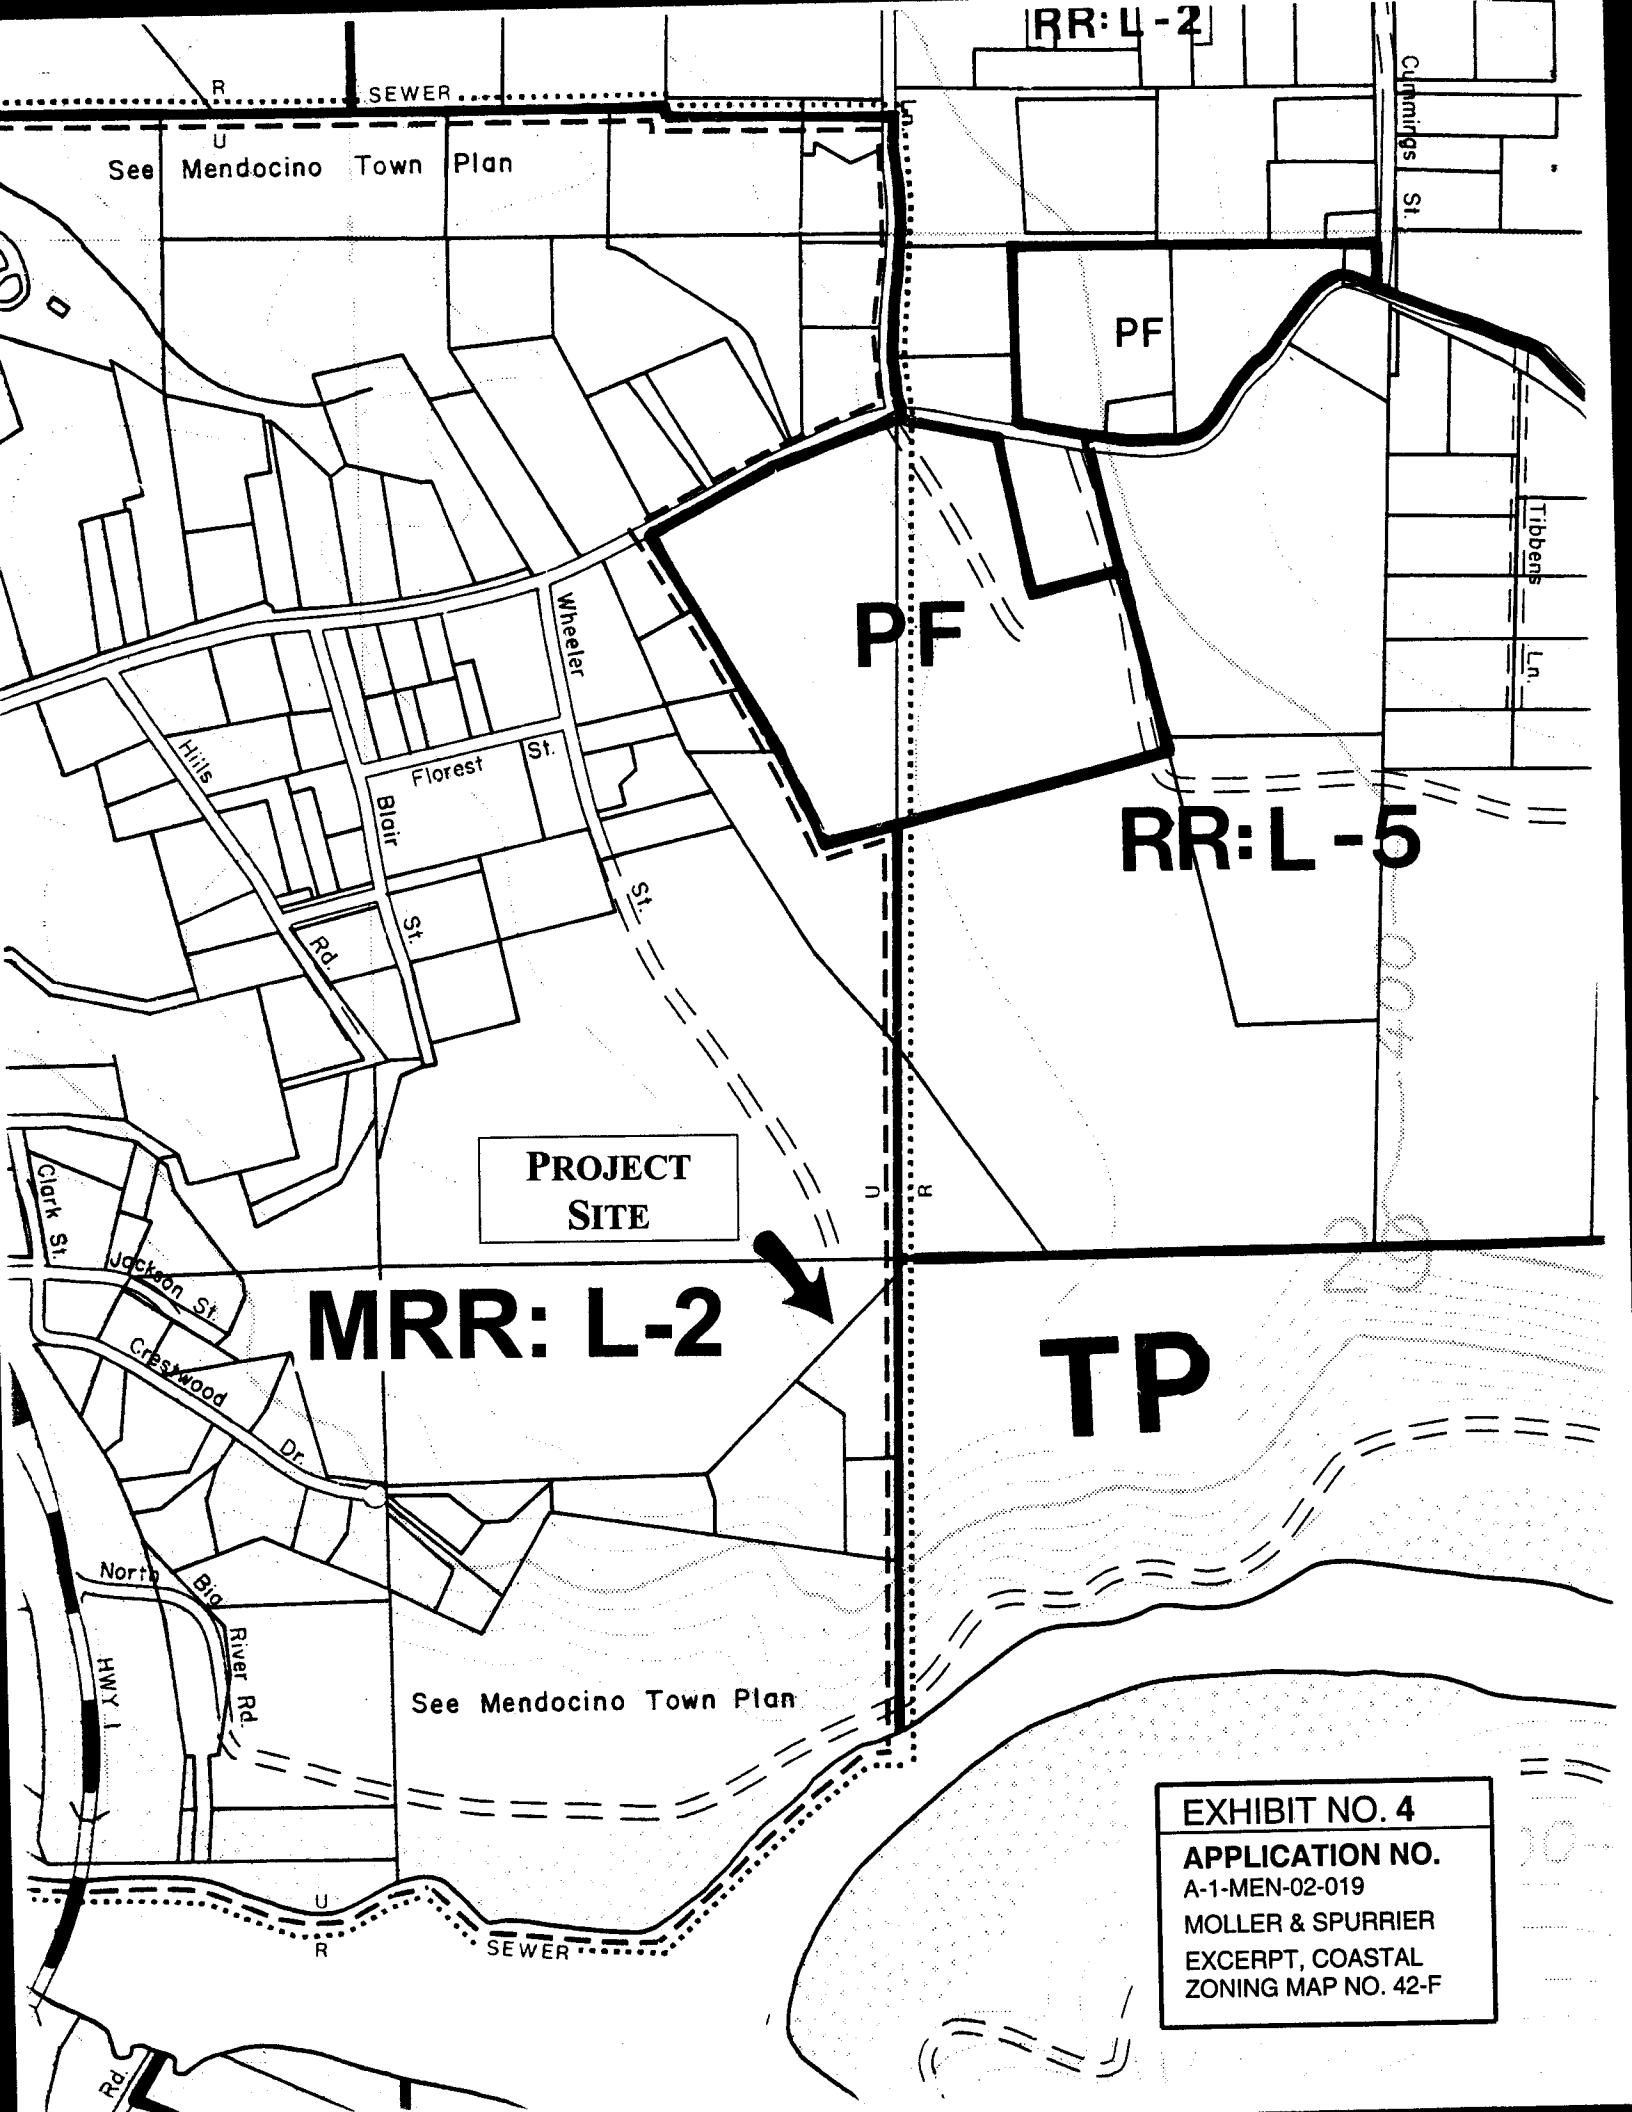 RR: L-2
R
SEWER
U
See Mendocino Town Plan
Cummings St.
PF
Tibbens Ln.
PF
Wheeler St.
Hills Rd.
Florest St.
Blair St.
RR: L-5
400
U
R
PROJECT
SITE
Clark St.
Jackson St.
29
MRR: L-2
TP
Crestwood Dr.
North Big River Rd.
HWY 1
See Mendocino Town Plan
U
R
SEWER
Rd.
EXHIBIT NO. 4
APPLICATION NO.
A-1-MEN-02-019
MOLLER & SPURRIER
EXCERPT, COASTAL
ZONING MAP NO. 42-F